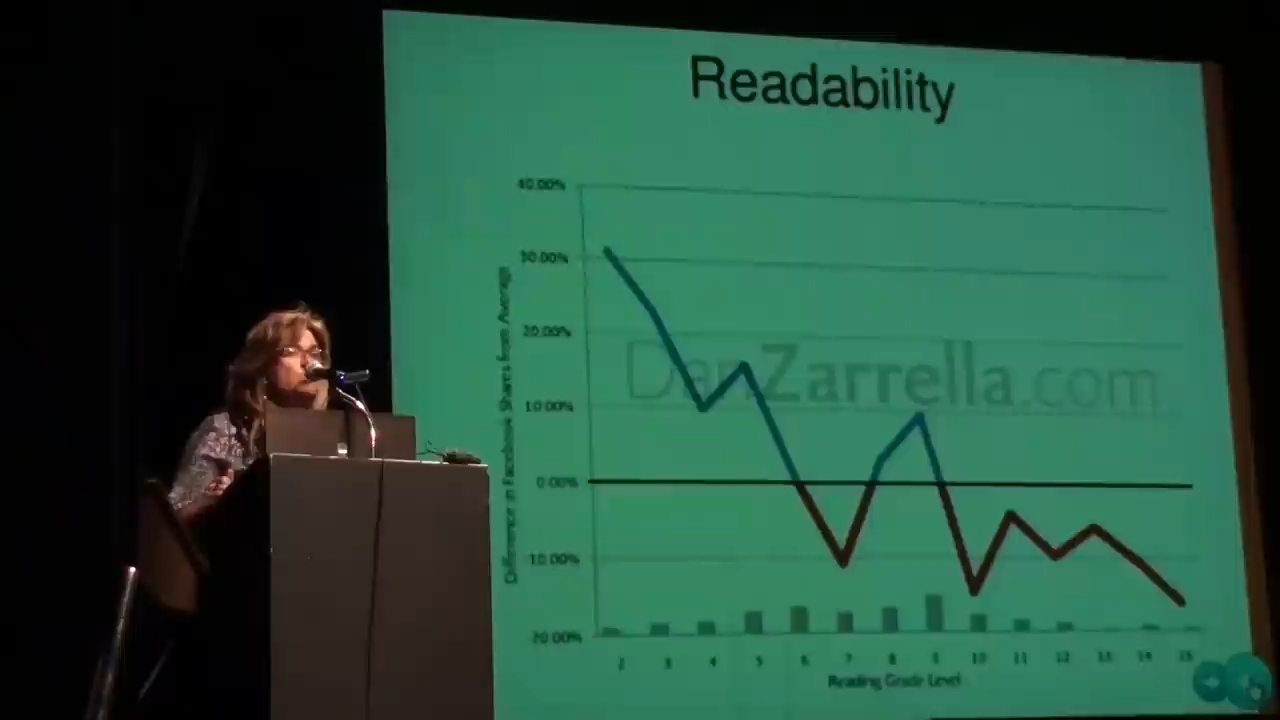 Readability
40.00%
30.00%
20.00%
10.00%
0.00%
-10.00%
20.00%
Difference in Facebook Shares from Average
DanZarrella.com
2 3 4 5 6 7 8 9 10 11 12 13 14 15
Reading Grade Level